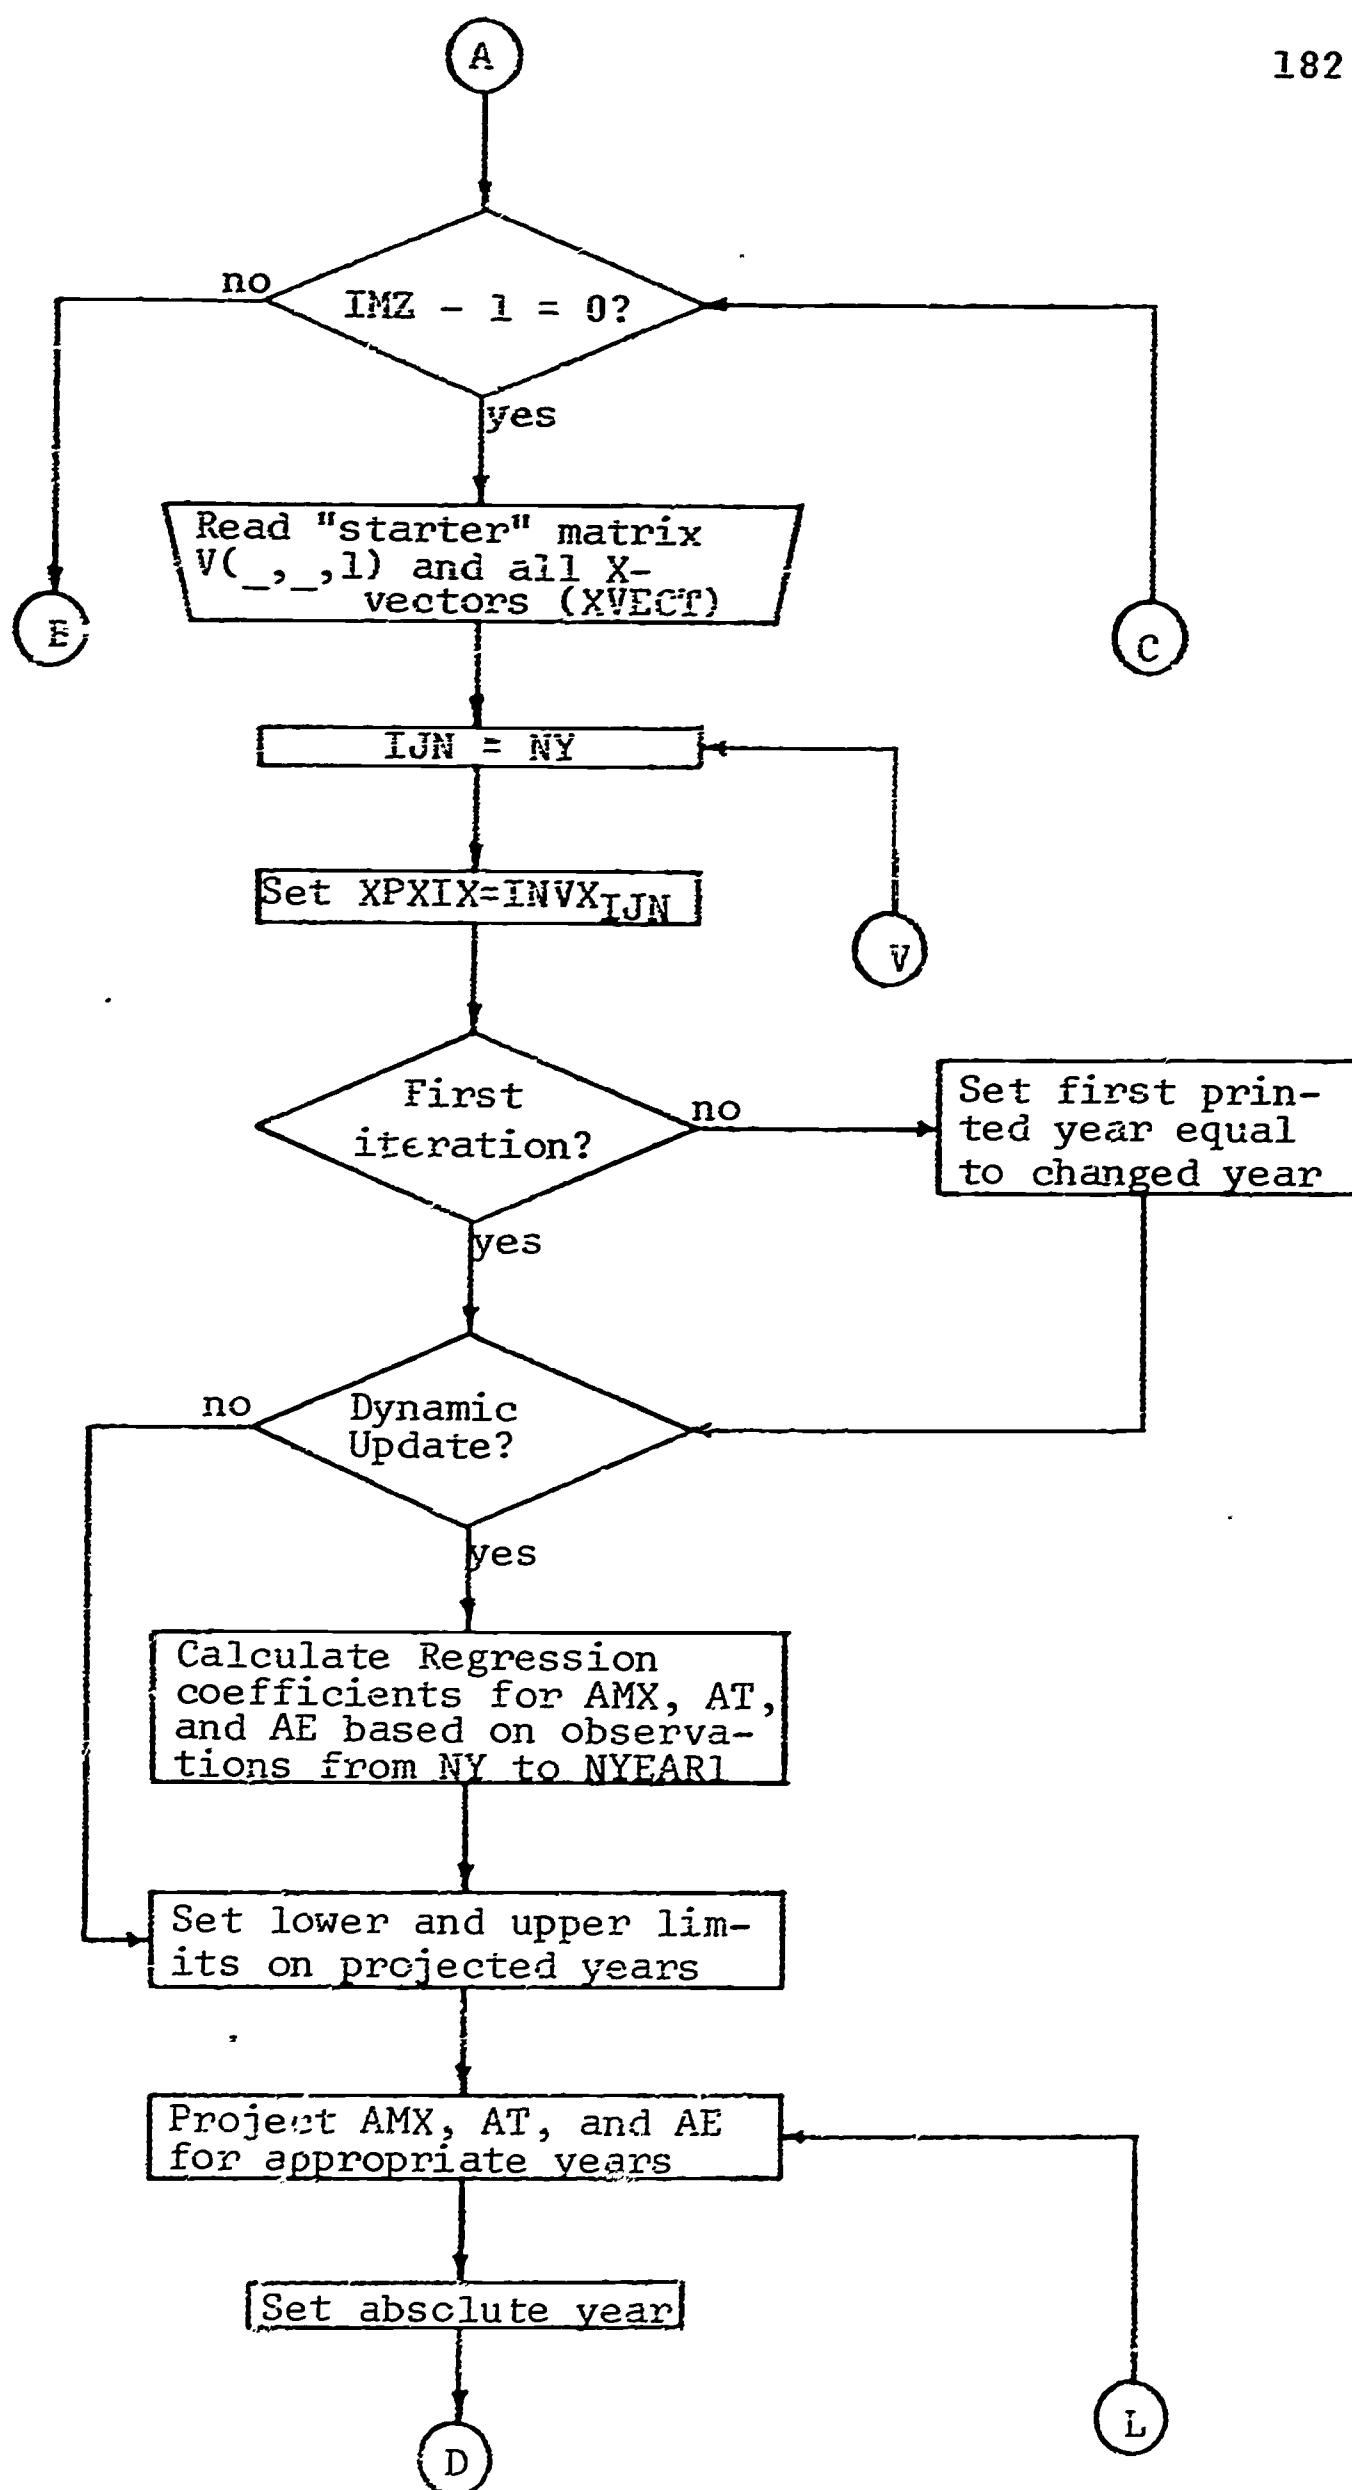 A
182
no
IMZ - 1 = 0?
yes
Read "starter" matrix
V(_,_,1) and all X-
vectors (XVECT)
C
IJN = NY
Set XPXIX=INVX
IJN
V
First
iteration?
no
Set first prin-
ted year equal
to changed year
yes
no
Dynamic
Update?
yes
Calculate Regression
coefficients for AMX, AT,
and AE based on observa-
tions from NY to NYEAR1
Set lower and upper lim-
its on projected years
Project AMX, AT, and AE
for appropriate years
Set absolute year
L
D